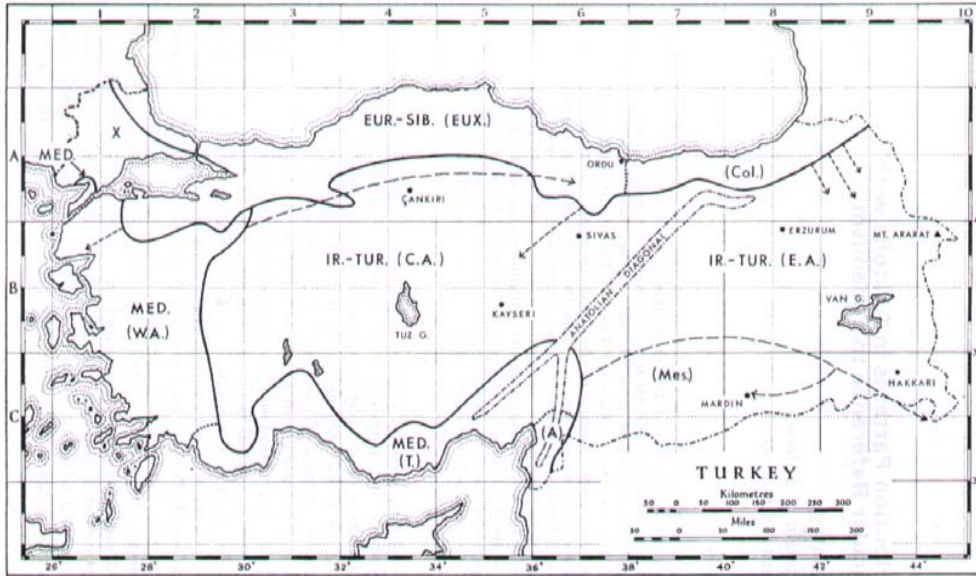 1 2 3 4 5 6 7 8 9 10
EUR.-SIB. (EUX.)
X
A
MED.
ORDU
(Col.)
ÇANKIRI
SIVAS
ERZURUM
MT. ARARAT
IR.-TUR. (C.A.)
ANATOLIAN DIAGONAL
IR.-TUR. (E.A.)
B
MED.
(W.A.)
TUZ G.
KAYSERI
VAN G.
(Mes.)
HAKKARI
MARDIN
C
MED.
(T.)
(A)
TURKEY
Kilometres
50 0 50 100 150 200 250 300
Miles
50 0 50 100 150 200
26° 28° 30° 32° 34° 36° 38° 40° 42° 44°